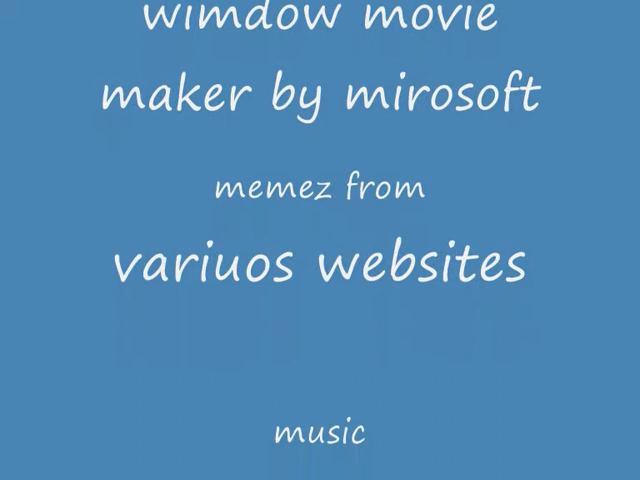 wimdow movie
maker by mirosoft
memez from
variuos websites
music